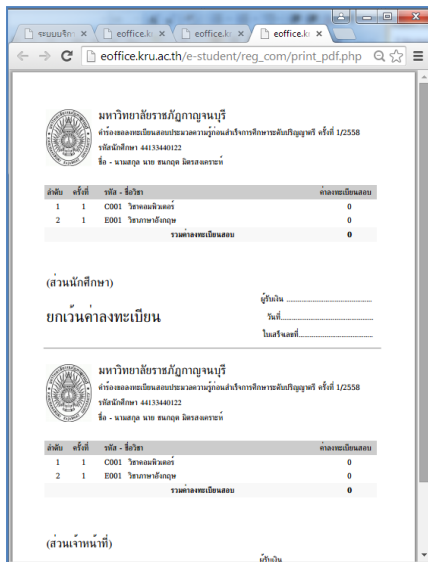 ระบบบริก
eoffice.k
eoffice.k
eoffice.k
eoffice.kru.ac.th/e-student/reg_com/print_pdf.php
มหาวิทยาลัยราชภัฏกาญจนบุรี
คำร้องขอลงทะเบียนสอบประมวลความรู้ก่อนสำเร็จการศึกษาระดับปริญญาตรี ครั้งที่ 1/2558
รหัสนักศึกษา 44133440122
ชื่อ - นามสกุล นาย ธนกฤต มิตรสงเคราะห์
ลำดับ ครั้งที่ รหัส - ชื่อวิชา ค่าลงทะเบียนสอบ
1 1 C001 วิชาคอมพิวเตอร์ 0
2 1 E001 วิชาภาษาอังกฤษ 0
รวมค่าลงทะเบียนสอบ 0
(ส่วนนักศึกษา)
ยกเว้นค่าลงทะเบียน
ผู้รับเงิน ........................................
วันที่........................................
ใบเสร็จเลขที่................................
มหาวิทยาลัยราชภัฏกาญจนบุรี
คำร้องขอลงทะเบียนสอบประมวลความรู้ก่อนสำเร็จการศึกษาระดับปริญญาตรี ครั้งที่ 1/2558
รหัสนักศึกษา 44133440122
ชื่อ - นามสกุล นาย ธนกฤต มิตรสงเคราะห์
ลำดับ ครั้งที่ รหัส - ชื่อวิชา ค่าลงทะเบียนสอบ
1 1 C001 วิชาคอมพิวเตอร์ 0
2 1 E001 วิชาภาษาอังกฤษ 0
รวมค่าลงทะเบียนสอบ 0
(ส่วนเจ้าหน้าที่)
ผู้รับเงิน